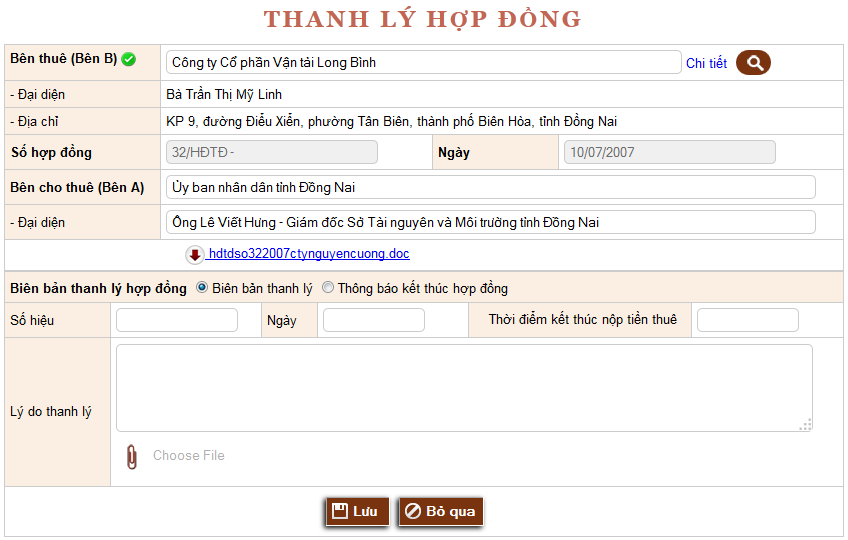 THANH LÝ HỢP ĐỒNG
Bên thuê (Bên B) Công ty Cổ phần Vận tải Long Bình Chi tiết
- Đại diện Bà Trần Thị Mỹ Linh
- Địa chỉ KP 9, đường Điểu Xiển, phường Tân Biên, thành phố Biên Hòa, tỉnh Đồng Nai
Số hợp đồng 32/HĐTĐ - Ngày 10/07/2007
Bên cho thuê (Bên A) Ủy ban nhân dân tỉnh Đồng Nai
- Đại diện Ông Lê Viết Hưng - Giám đốc Sở Tài nguyên và Môi trường tỉnh Đồng Nai
hdtdso322007ctynguyencuong.doc
Biên bản thanh lý hợp đồng Biên bản thanh lý Thông báo kết thúc hợp đồng
Số hiệu Ngày Thời điểm kết thúc nộp tiền thuê
Lý do thanh lý
Choose File
Lưu Bỏ qua